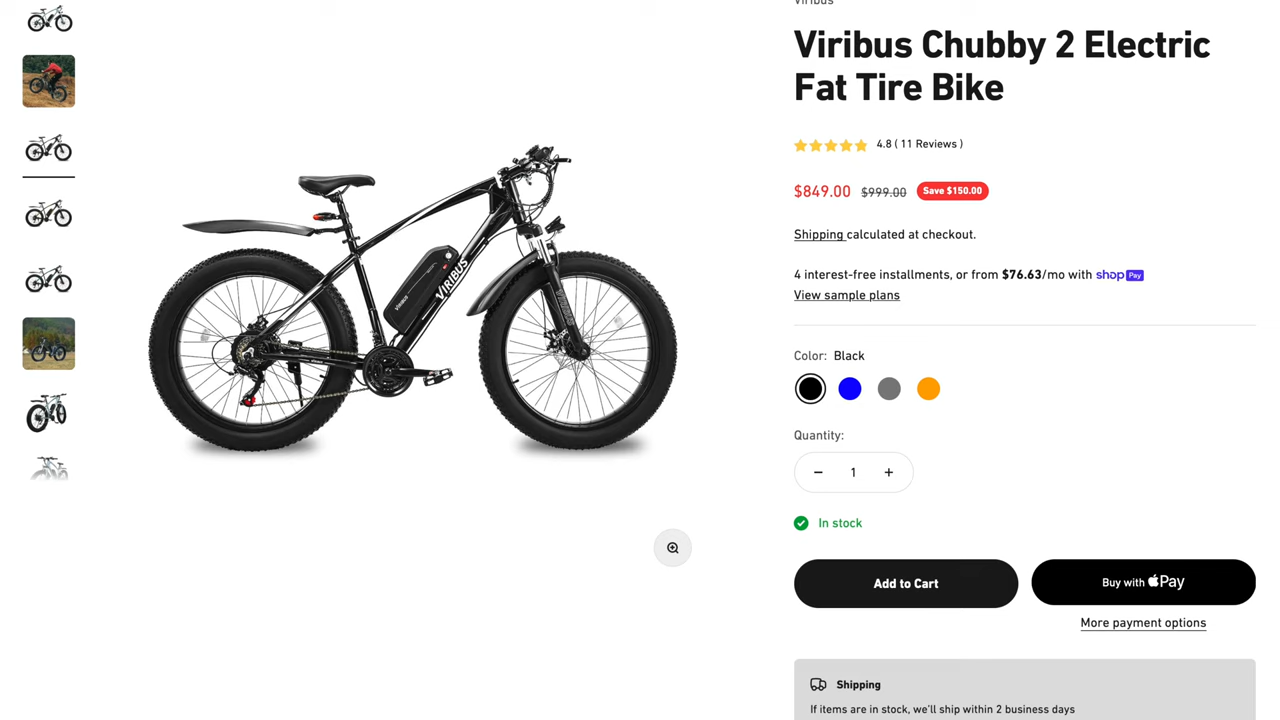 Viribus
Viribus Chubby 2 Electric
Fat Tire Bike
4.8 ( 11 Reviews )
$849.00 $999.00 Save $150.00
Shipping calculated at checkout.
4 interest-free installments, or from $76.63/mo with shop Pay
View sample plans
Color: Black
Quantity:
− 1 +
In stock
Add to Cart
Buy with Pay
More payment options
Shipping
If items are in stock, we'll ship within 2 business days
VIRIBUS
VIRIBUS